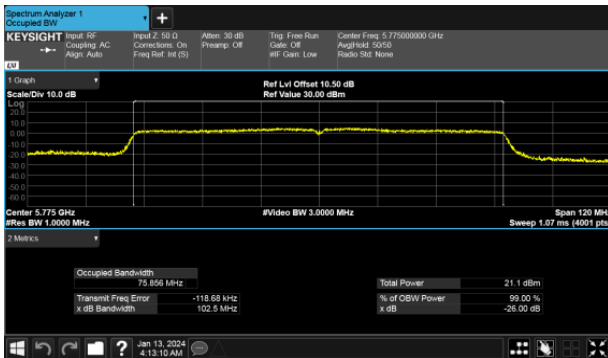 Spectrum Analyzer 1
Occupied BW
+
KEYSIGHT Input: RF Input Z: 50 Ω Atten: 30 dB Trig: Free Run Center Freq: 5.775000000 GHz
Coupling: AC Corrections: On Preamp: Off Gate: Off Avg|Hold: 50/50
Align: Auto Freq Ref: Int (S) #IF Gain: Low Radio Std: None
LXI
1 Graph Ref Lvl Offset 10.50 dB
Scale/Div 10.0 dB Ref Value 30.00 dBm
Log
20.0
10.0
0.00
-10.0
-20.0
-30.0
-40.0
-50.0
-60.0
Center 5.775 GHz #Video BW 3.0000 MHz Span 120 MHz
#Res BW 1.0000 MHz Sweep 1.07 ms (4001 pts)
2 Metrics
Occupied Bandwidth
75.856 MHz Total Power 21.1 dBm
Transmit Freq Error -118.68 kHz % of OBW Power 99.00 %
x dB Bandwidth 102.5 MHz x dB -26.00 dB
? Jan 13, 2024
4:13:10 AM